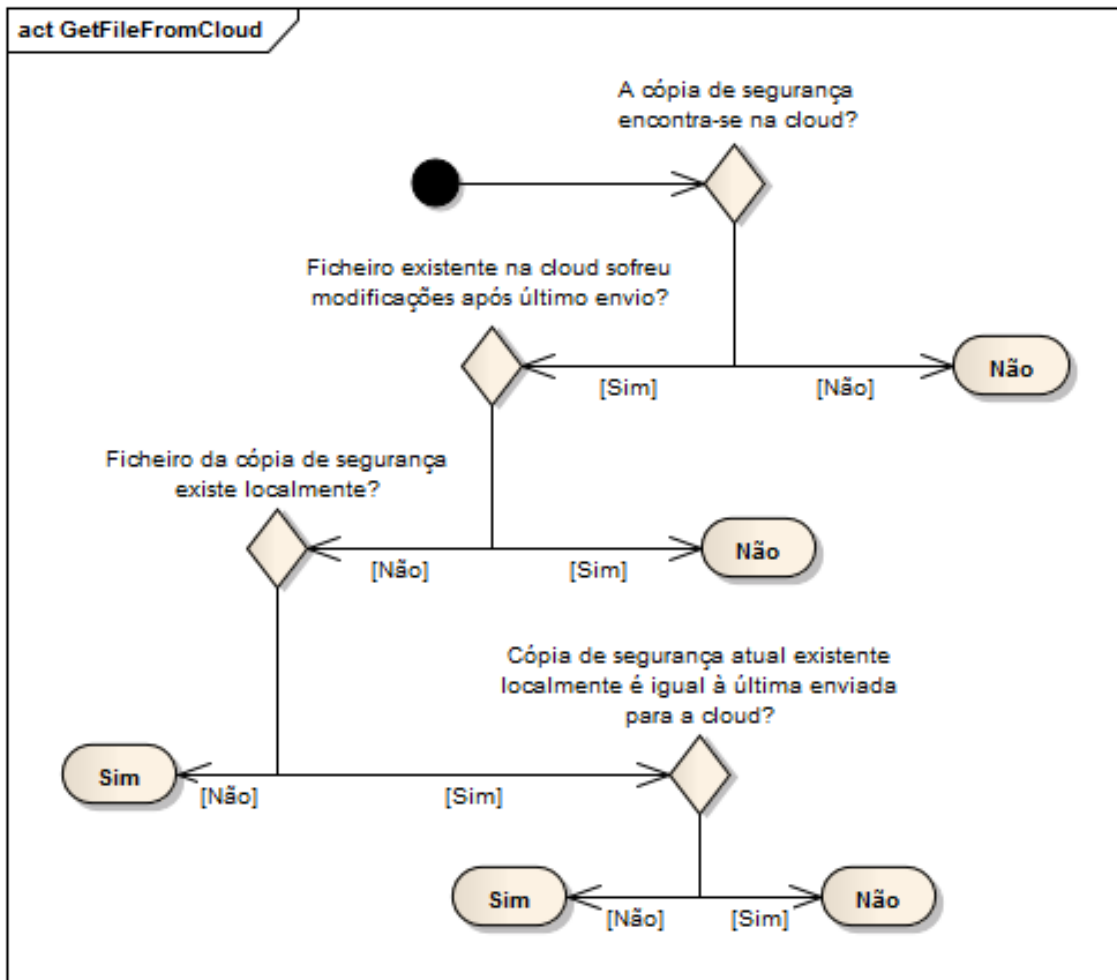 act GetFileFromCloud
A cópia de segurança
encontra-se na cloud?
Ficheiro existente na cloud sofreu
modificações após último envio?
[Sim]
[Não]
Não
Ficheiro da cópia de segurança
existe localmente?
[Não]
[Sim]
Não
Cópia de segurança atual existente
localmente é igual à última enviada
para a cloud?
Sim
[Não]
[Sim]
Sim
[Não]
[Sim]
Não